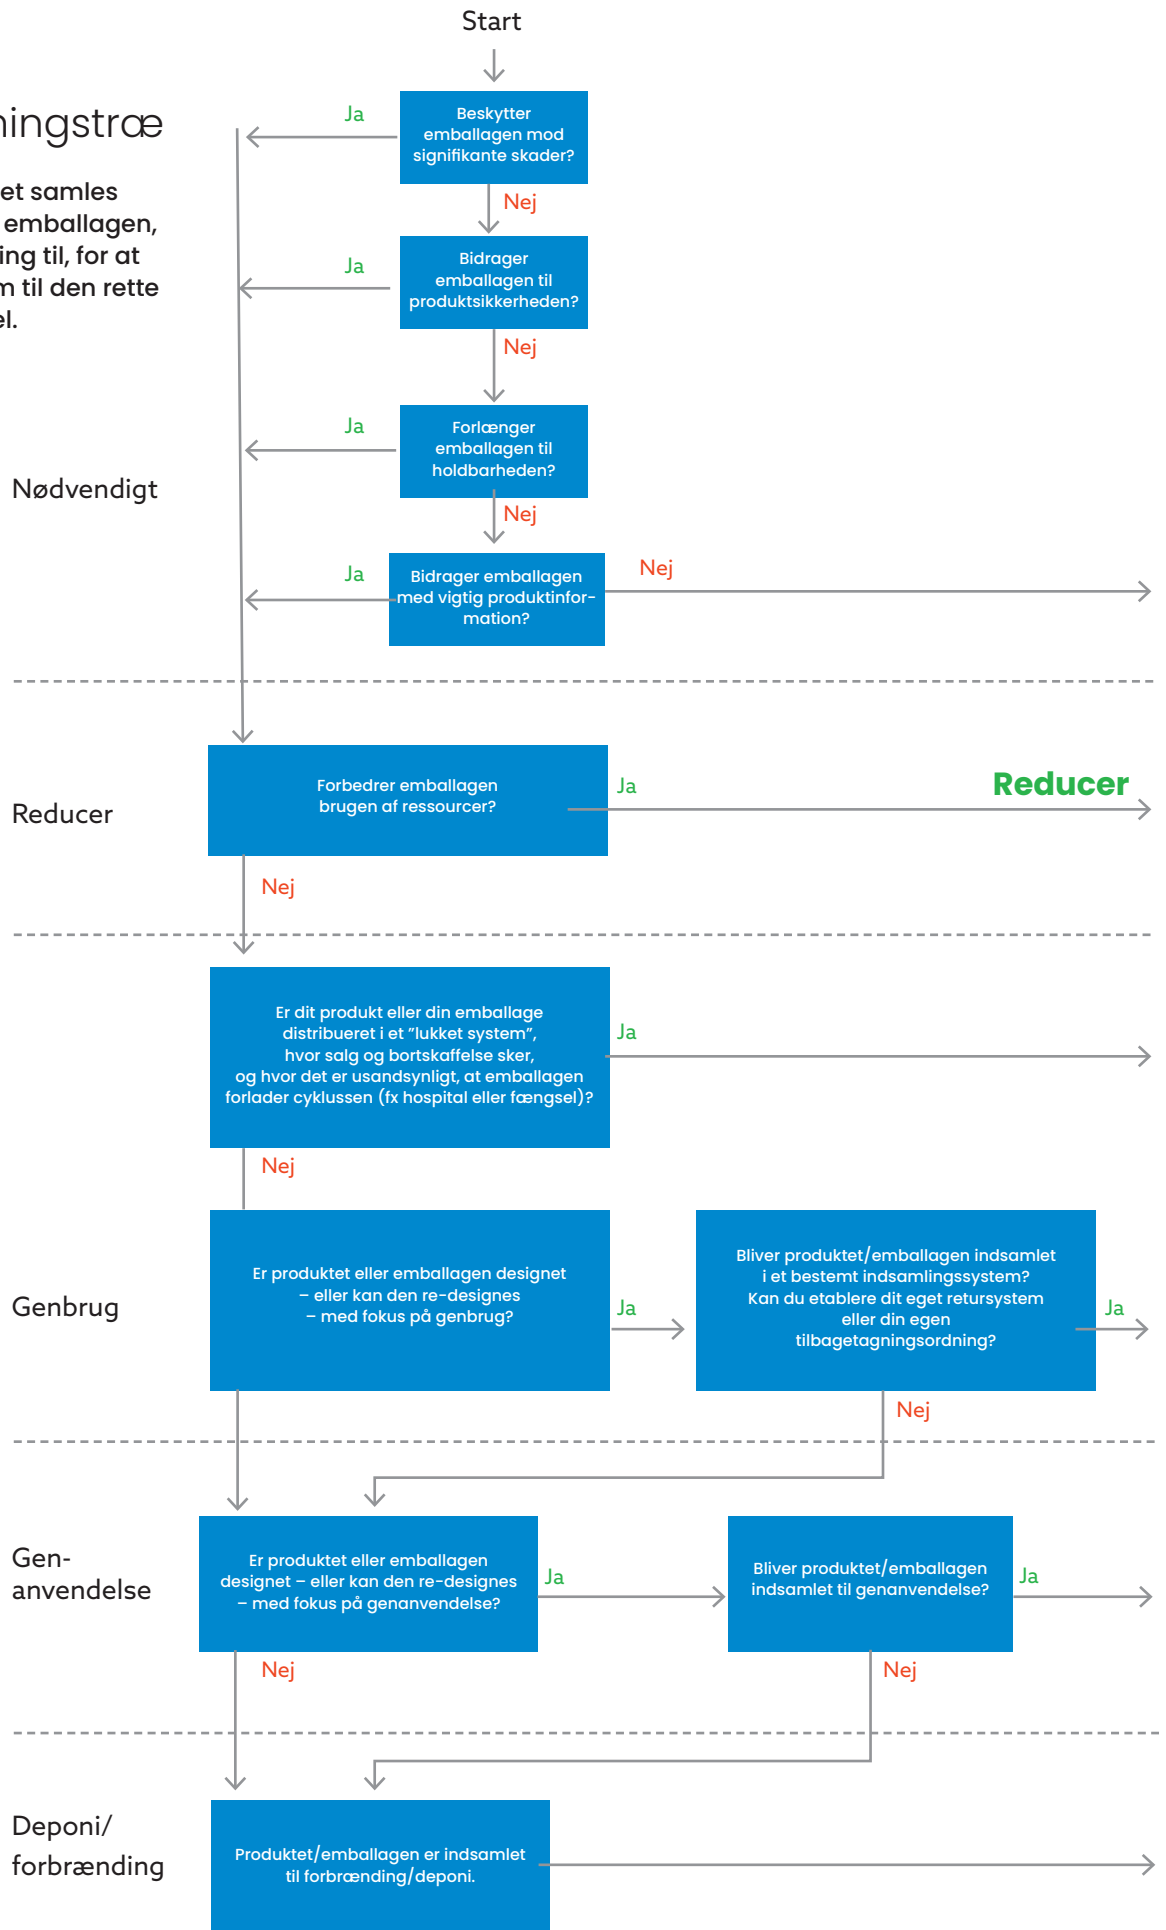 Start
ningstræ
et samles
emballagen,
ing til, for at
m til den rette
el.
Ja
Beskytter
emballagen mod
signifikante skader?
Nej
Ja
Bidrager
emballagen til
produktsikkerheden?
Nej
Ja
Forlænger
emballagen til
holdbarheden?
Nødvendigt
Nej
Ja
Bidrager emballagen
med vigtig produktinfor-
mation?
Nej
Reducer
Forbedrer emballagen
brugen af ressourcer?
Ja
Reducer
Nej
Er dit produkt eller din emballage
distribueret i et ”lukket system”,
hvor salg og bortskaffelse sker,
og hvor det er usandsynligt, at emballagen
forlader cyklussen (fx hospital eller fængsel)?
Ja
Nej
Genbrug
Er produktet eller emballagen designet
– eller kan den re-designes
– med fokus på genbrug?
Ja
Bliver produktet/emballagen indsamlet
i et bestemt indsamlingssystem?
Kan du etablere dit eget retursystem
eller din egen
tilbagetagningsordning?
Ja
Nej
Gen-
anvendelse
Er produktet eller emballagen
designet – eller kan den re-designes
– med fokus på genanvendelse?
Ja
Bliver produktet/emballagen
indsamlet til genanvendelse?
Ja
Nej
Nej
Deponi/
forbrænding
Produktet/emballagen er indsamlet
til forbrænding/deponi.